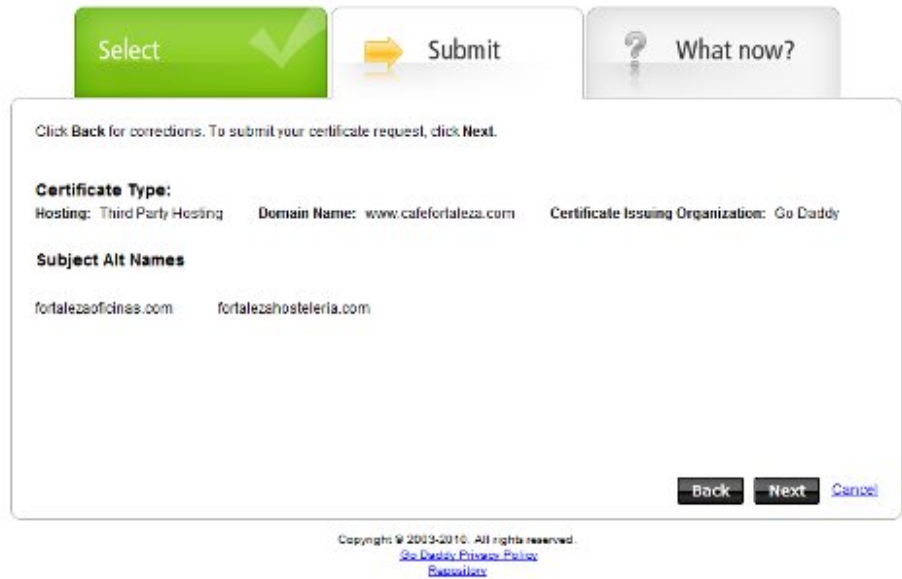 Select
Submit
What now?
Click Back for corrections. To submit your certificate request, click Next.
Certificate Type:
Hosting: Third Party Hosting Domain Name: www.cafefortaleza.com Certificate Issuing Organization: Go Daddy
Subject Alt Names
fortalezaoficinas.com fortalezahosteleria.com
Back Next Cancel
Copyright © 2003-2010. All rights reserved.
Go Daddy Privacy Policy
Repository